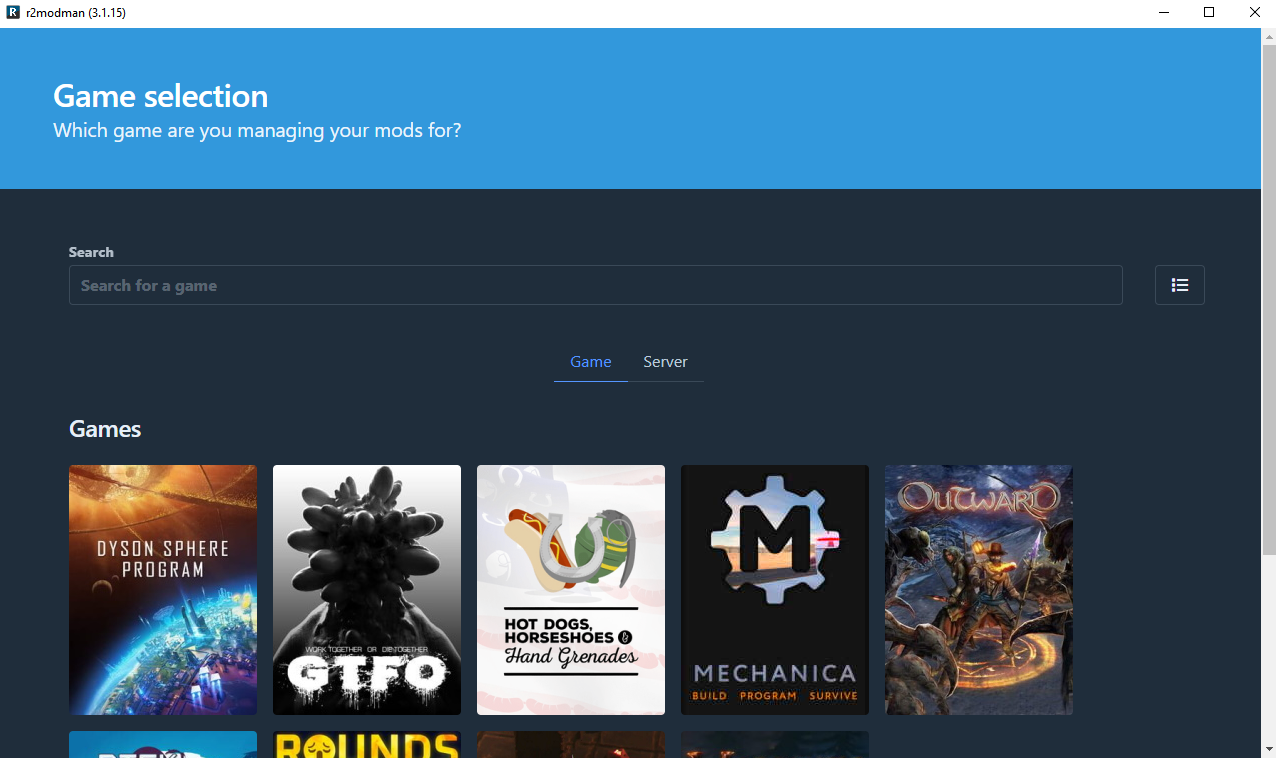 R r2modman (3.1.15)
Game selection
Which game are you managing your mods for?
Search
Search for a game
Game Server
Games
DYSON SPHERE
PROGRAM
WORK TOGETHER OR DIE TOGETHER
GTFO
HOT DOGS,
HORSESHOES &
Hand Grenades
M
MECHANICA
BUILD PROGRAM SURVIVE
OUTWARD
ROUNDS